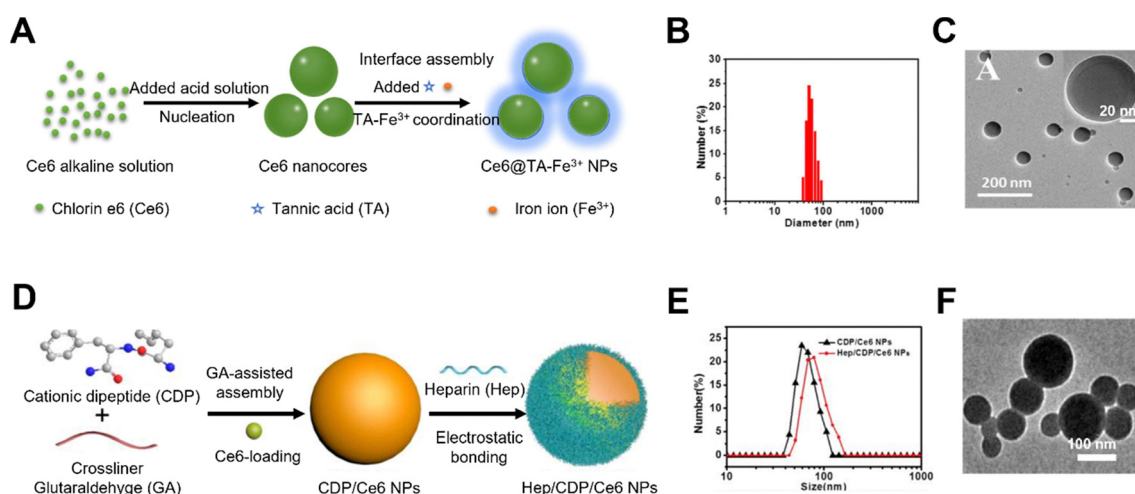 A
Added acid solution
Nucleation
Interface assembly
Added
TA-Fe³⁺ coordination
Ce6 alkaline solution
Ce6 nanocores
Ce6@TA-Fe³⁺ NPs
Chlorin e6 (Ce6)
Tannic acid (TA)
Iron ion (Fe³⁺)
B
Number (%)
30
25
20
15
10
5
0
1 10 100 1000
Diameter (nm)
C
A
20 nm
200 nm
D
Cationic dipeptide (CDP)
+
Crossliner
Glutaraldehyge (GA)
GA-assisted
assembly
Ce6-loading
CDP/Ce6 NPs
Heparin (Hep)
Electrostatic
bonding
Hep/CDP/Ce6 NPs
E
Number(%)
25
20
15
10
5
0
CDP/Ce6 NPs
Hep/CDP/Ce6 NPs
10 100 1000
Size(nm)
F
100 nm